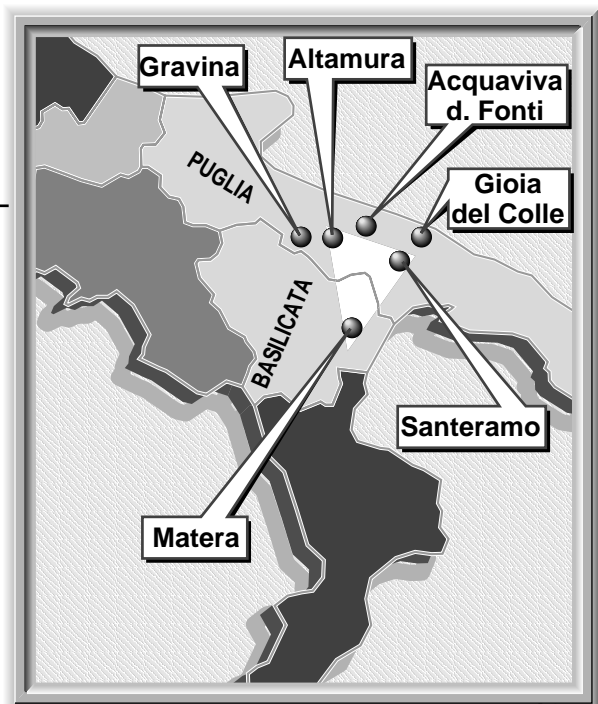 Gravina
Altamura
Acquaviva
d. Fonti
PUGLIA
Gioia
del Colle
BASILICATA
Santeramo
Matera